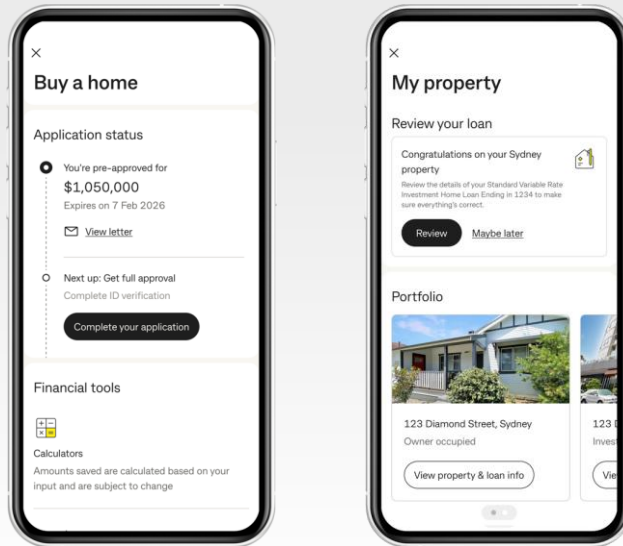 Buy a home
Application status
You're pre-approved for
$1,050,000
Expires on 7 Feb 2026
View letter
Next up: Get full approval
Complete ID verification
Complete your application
Financial tools
Calculators
Amounts saved are calculated based on your
input and are subject to change
My property
Review your loan
Congratulations on your Sydney
property
Review the details of your Standard Variable Rate
Investment Home Loan Ending in 1234 to make
sure everything's correct.
Review Maybe later
Portfolio
123 Diamond Street, Sydney
Owner occupied
View property & loan info
123